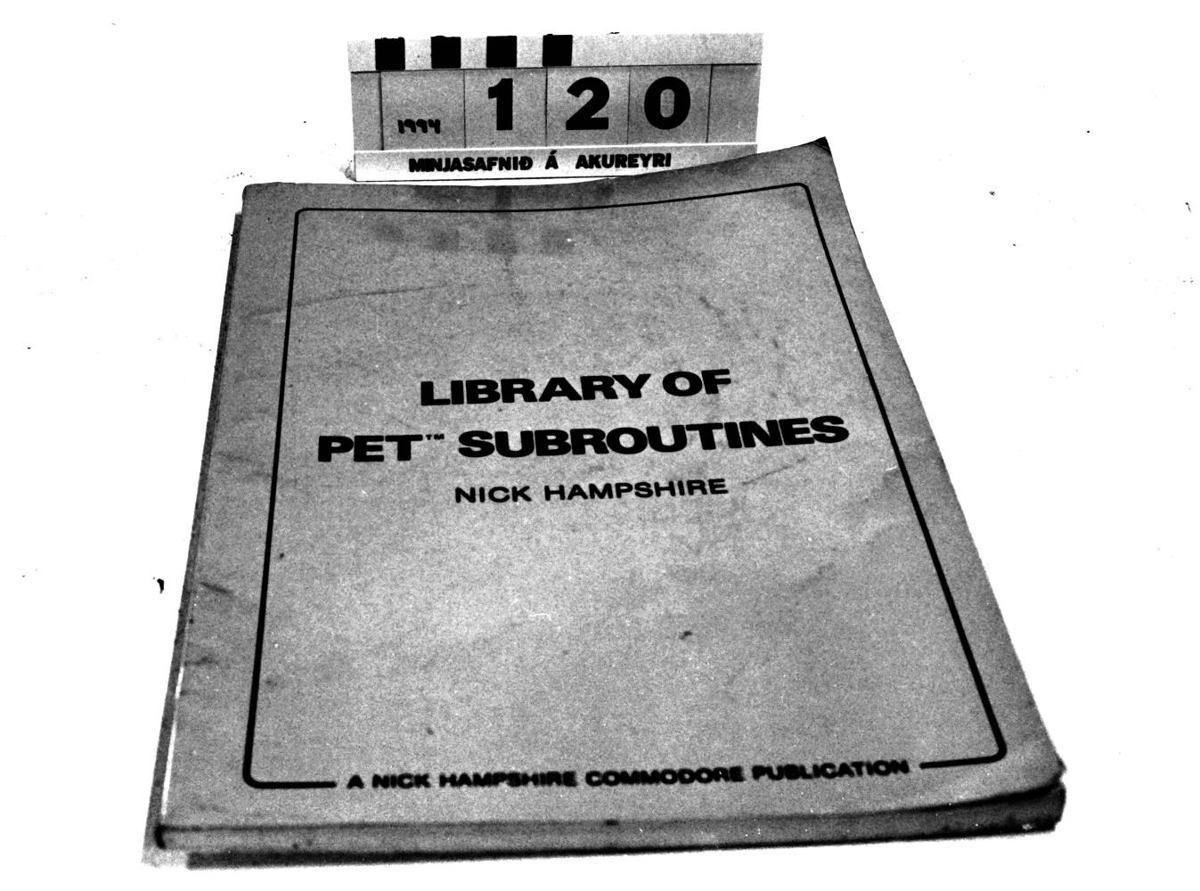 1994 1 2 0
MINJASAFNIÐ Á AKUREYRI
LIBRARY OF
PET™ SUBROUTINES
NICK HAMPSHIRE
A NICK HAMPSHIRE COMMODORE PUBLICATION